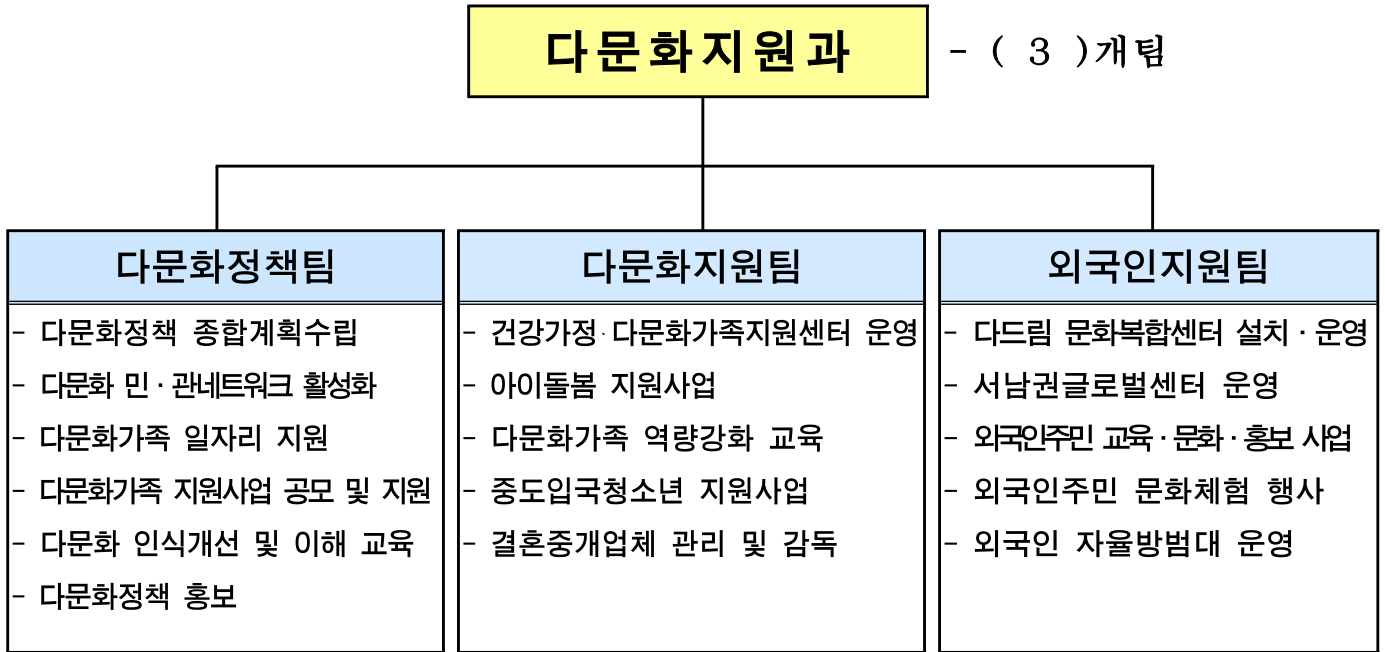 다문화지원과 - ( 3 )개팀
다문화정책팀
- 다문화정책 종합계획수립
- 다문화 민·관네트워크 활성화
- 다문화가족 일자리 지원
- 다문화가족 지원사업 공모 및 지원
- 다문화 인식개선 및 이해 교육
- 다문화정책 홍보
다문화지원팀
- 건강가정·다문화가족지원센터 운영
- 아이돌봄 지원사업
- 다문화가족 역량강화 교육
- 중도입국청소년 지원사업
- 결혼중개업체 관리 및 감독
외국인지원팀
- 다드림 문화복합센터 설치·운영
- 서남권글로벌센터 운영
- 외국인주민 교육·문화·홍보 사업
- 외국인주민 문화체험 행사
- 외국인 자율방범대 운영